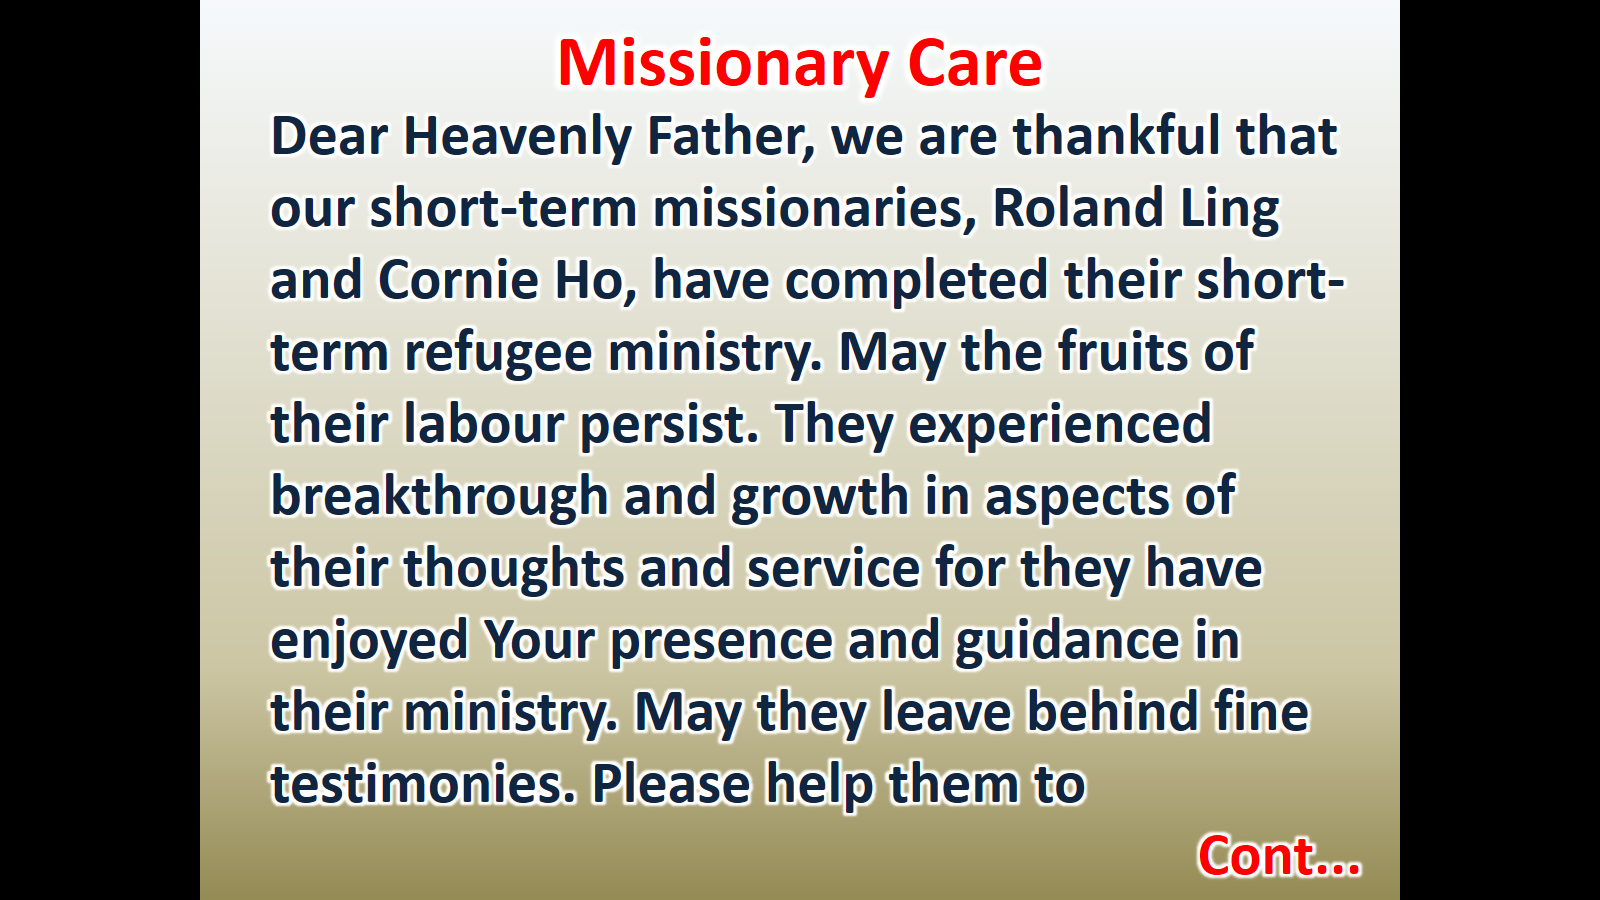 Missionary Care
Dear Heavenly Father, we are thankful that
our short-term missionaries, Roland Ling
and Cornie Ho, have completed their short-
term refugee ministry. May the fruits of
their labour persist. They experienced
breakthrough and growth in aspects of
their thoughts and service for they have
enjoyed Your presence and guidance in
their ministry. May they leave behind fine
testimonies. Please help them to
Cont...